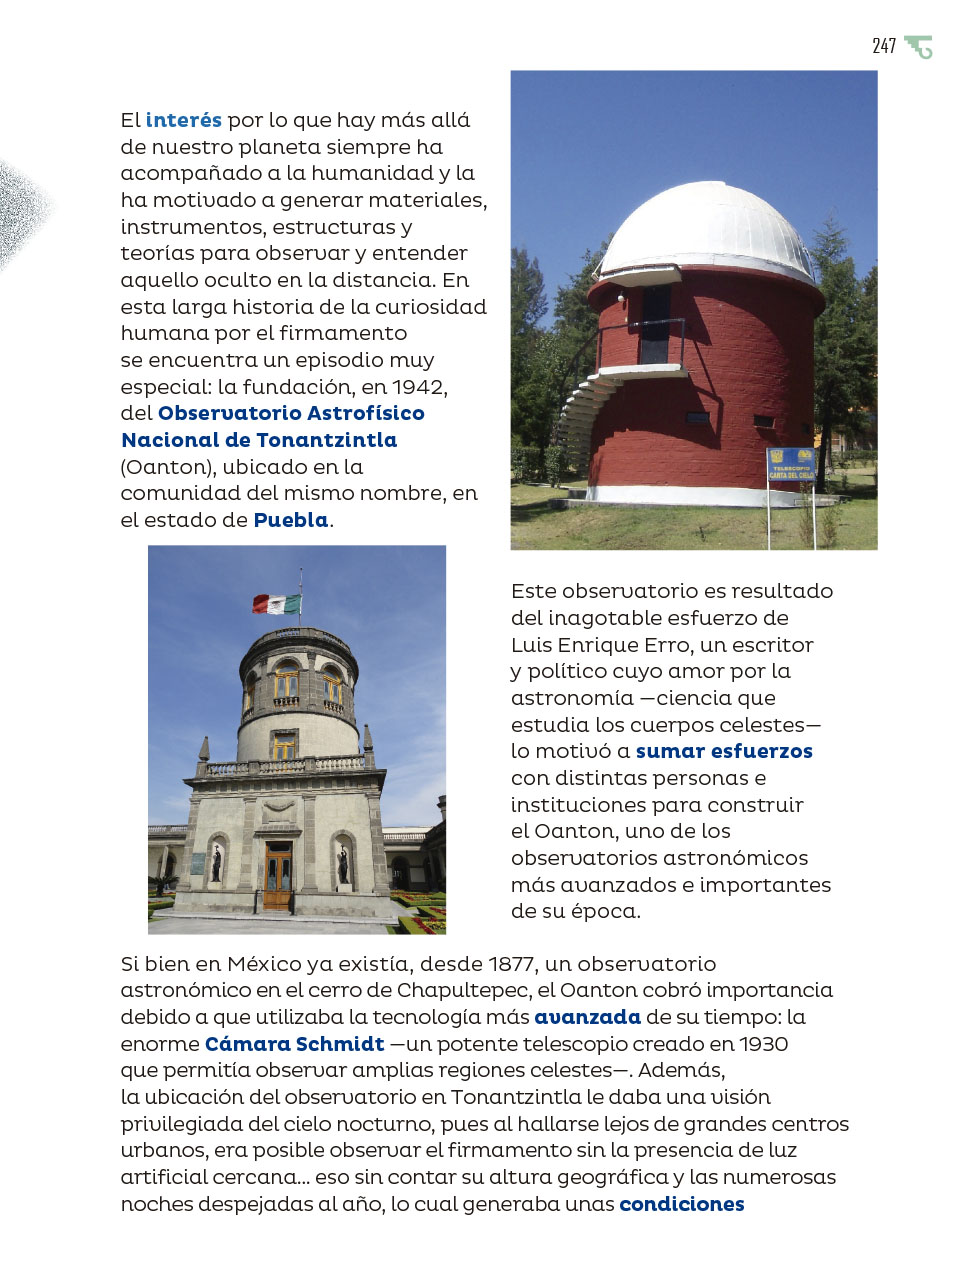 247
El interés por lo que hay más allá
de nuestro planeta siempre ha
acompañado a la humanidad y la
ha motivado a generar materiales,
instrumentos, estructuras y
teorías para observar y entender
aquello oculto en la distancia. En
esta larga historia de la curiosidad
humana por el firmamento
se encuentra un episodio muy
especial: la fundación, en 1942,
del Observatorio Astrofísico
Nacional de Tonantzintla
(Oanton), ubicado en la
comunidad del mismo nombre, en
el estado de Puebla.
TELESCOPIO
CARTA DEL CIELO
Este observatorio es resultado
del inagotable esfuerzo de
Luis Enrique Erro, un escritor
y político cuyo amor por la
astronomía —ciencia que
estudia los cuerpos celestes—
lo motivó a sumar esfuerzos
con distintas personas e
instituciones para construir
el Oanton, uno de los
observatorios astronómicos
más avanzados e importantes
de su época.
Si bien en México ya existía, desde 1877, un observatorio
astronómico en el cerro de Chapultepec, el Oanton cobró importancia
debido a que utilizaba la tecnología más avanzada de su tiempo: la
enorme Cámara Schmidt —un potente telescopio creado en 1930
que permitía observar amplias regiones celestes—. Además,
la ubicación del observatorio en Tonantzintla le daba una visión
privilegiada del cielo nocturno, pues al hallarse lejos de grandes centros
urbanos, era posible observar el firmamento sin la presencia de luz
artificial cercana... eso sin contar su altura geográfica y las numerosas
noches despejadas al año, lo cual generaba unas condiciones